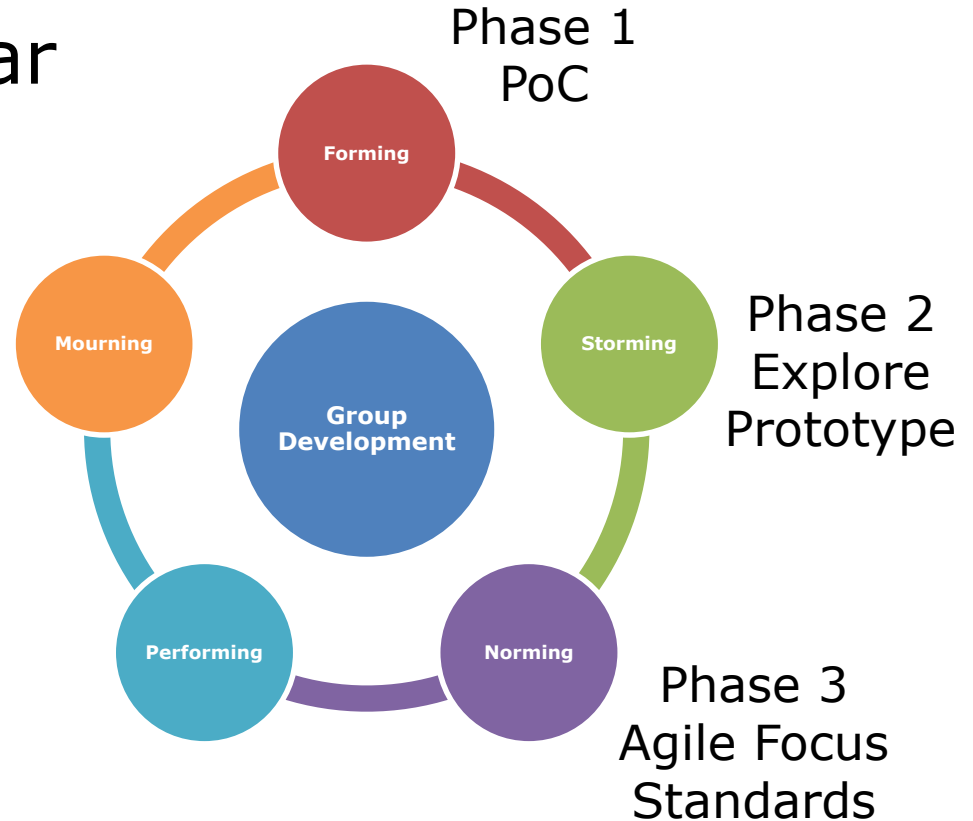 Phase 1
PoC
Forming
Mourning
Storming
Phase 2
Explore
Prototype
Group
Development
Performing
Norming
Phase 3
Agile Focus
Standards